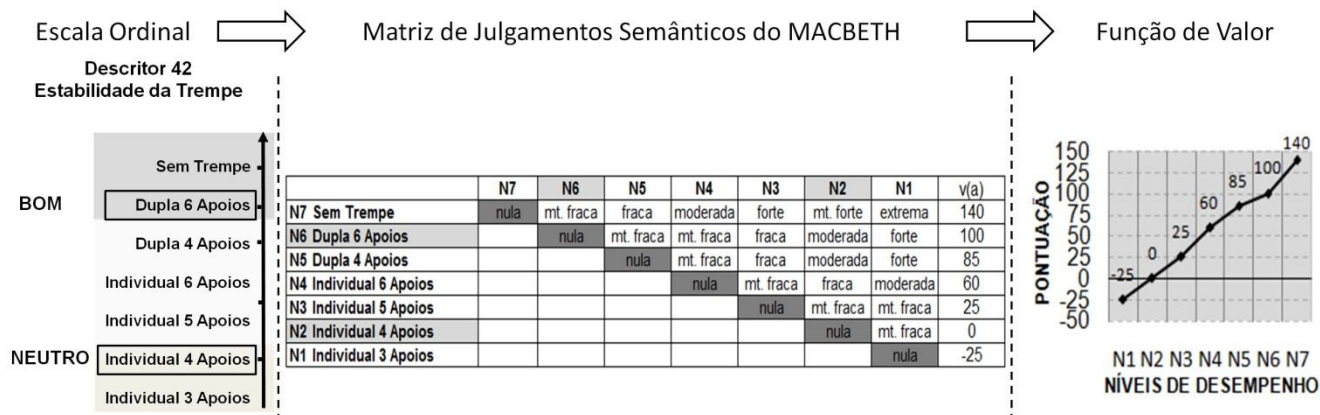 Escala Ordinal
Matriz de Julgamentos Semânticos do MACBETH
Função de Valor
Descritor 42
Estabilidade da Trempe
Sem Trempe
BOM
Dupla 6 Apoios
Dupla 4 Apoios
Individual 6 Apoios
Individual 5 Apoios
NEUTRO
Individual 4 Apoios
Individual 3 Apoios
N7 N6 N5 N4 N3 N2 N1 v(a)
N7 Sem Trempe nula mt. fraca fraca moderada forte mt. forte extrema 140
N6 Dupla 6 Apoios nula mt. fraca mt. fraca fraca moderada forte 100
N5 Dupla 4 Apoios nula mt. fraca fraca moderada forte 85
N4 Individual 6 Apoios nula mt. fraca fraca moderada 60
N3 Individual 5 Apoios nula mt. fraca mt. fraca 25
N2 Individual 4 Apoios nula mt. fraca 0
N1 Individual 3 Apoios nula -25
PONTUAÇÃO
150
125
100
75
50
25
0
-25
-50
-25
0
25
60
85
100
140
N1 N2 N3 N4 N5 N6 N7
NÍVEIS DE DESEMPENHO